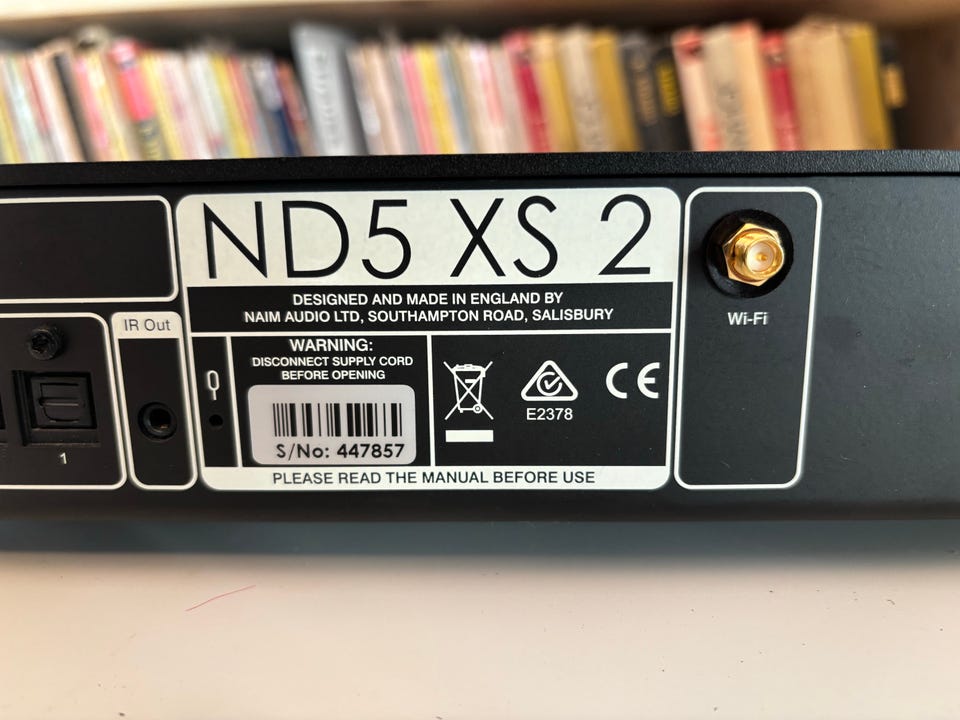 ND5 XS 2
DESIGNED AND MADE IN ENGLAND BY
NAIM AUDIO LTD, SOUTHAMPTON ROAD, SALISBURY
IR Out
1
WARNING:
DISCONNECT SUPPLY CORD
BEFORE OPENING
S/No: 447857
E2378
CE
PLEASE READ THE MANUAL BEFORE USE
Wi-Fi